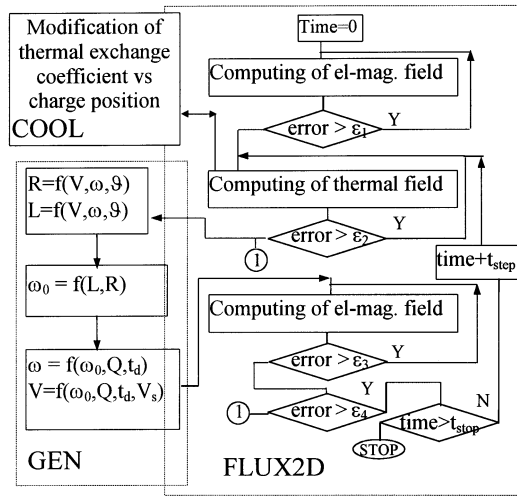 Modification of
thermal exchange
coefficient vs
charge position
COOL
Time=0
Computing of el-mag. field
error > ε1
Y
Computing of thermal field
error > ε2
Y
1
time+tstep
R=f(V,ω,ϑ)
L=f(V,ω,ϑ)
ω0 = f(L,R)
ω = f(ω0,Q,td)
V=f(ω0,Q,td,Vs)
GEN
Computing of el-mag. field
error > ε3
Y
error > ε4
Y
1
time>tstop
N
STOP
FLUX2D